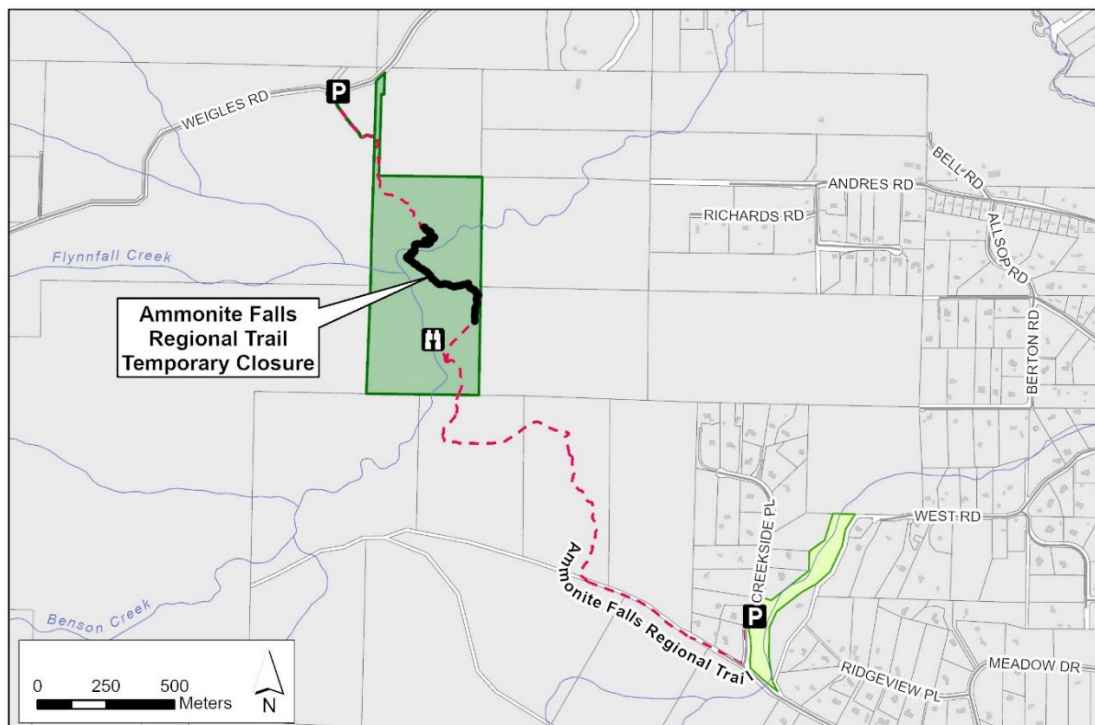 P
WEIGLES RD
BELL RD
ANDRES RD
RICHARDS RD
ALLSOP RD
Flynnfall Creek
Ammonite Falls
Regional Trail
Temporary Closure
BERTON RD
WEST RD
CREEKSIDE PL
Ammonite Falls Regional Trail
P
Benson Creek
RIDGEVIEW PL
MEADOW DR
0 250 500
Meters
N